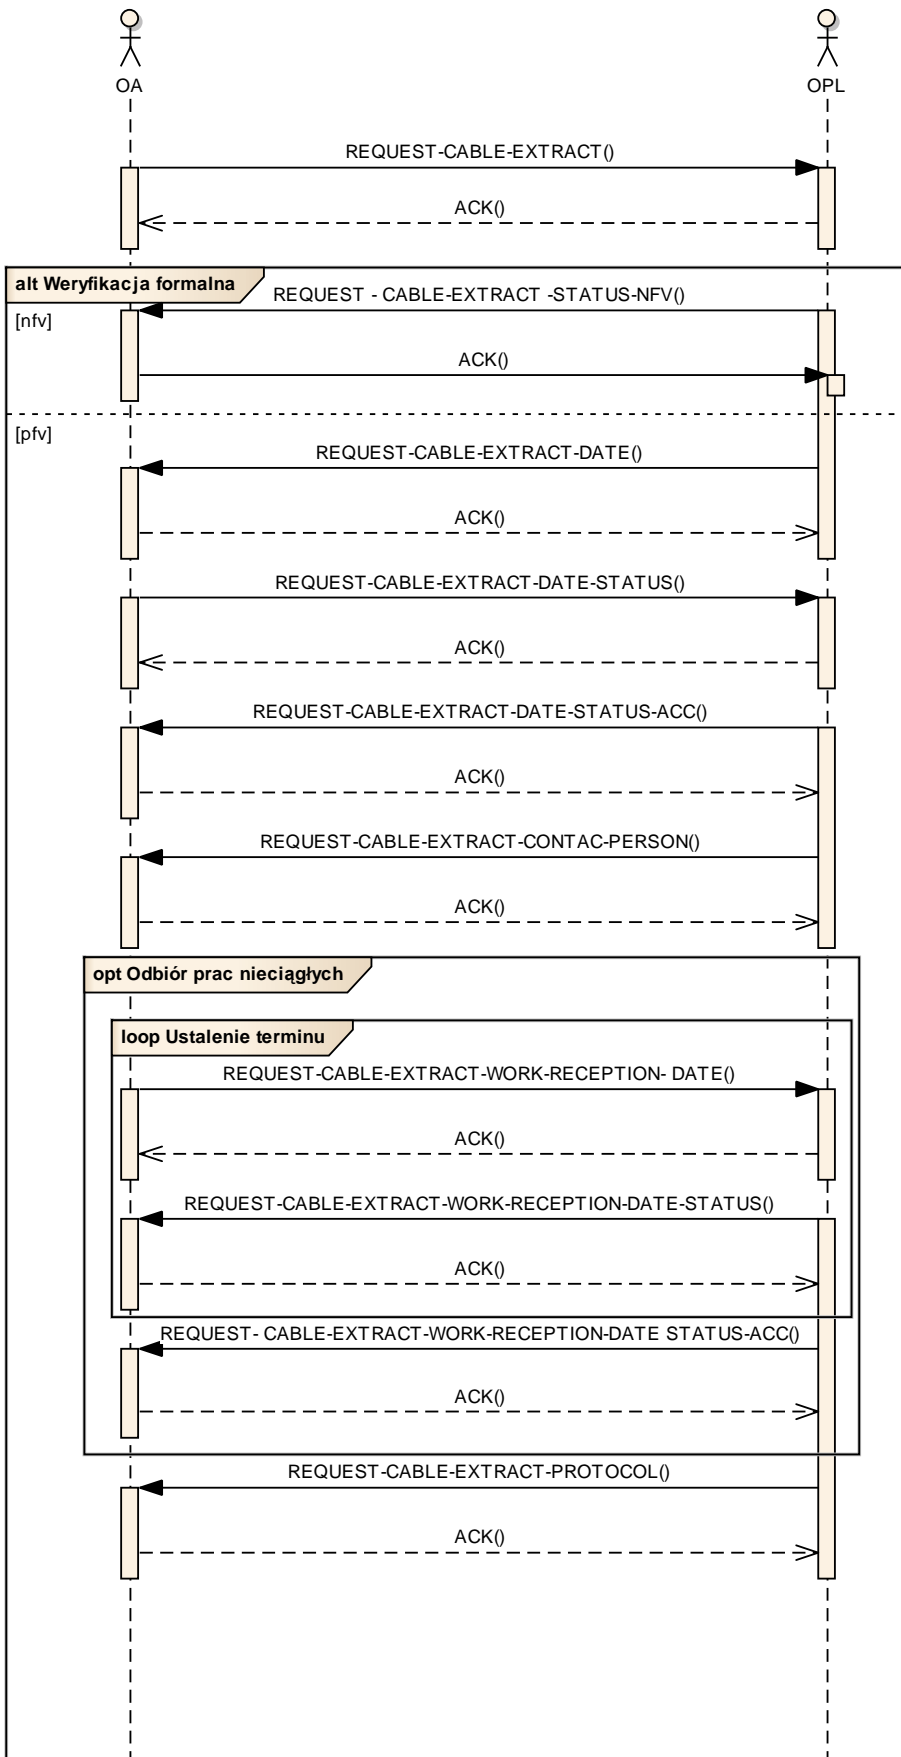 OA
OPL
REQUEST-CABLE-EXTRACT()
ACK()
alt Weryfikacja formalna
REQUEST - CABLE-EXTRACT -STATUS-NFV()
[nfv]
ACK()
[pfv]
REQUEST-CABLE-EXTRACT-DATE()
ACK()
REQUEST-CABLE-EXTRACT-DATE-STATUS()
ACK()
REQUEST-CABLE-EXTRACT-DATE-STATUS-ACC()
ACK()
REQUEST-CABLE-EXTRACT-CONTAC-PERSON()
ACK()
opt Odbiór prac nieciągłych
loop Ustalenie terminu
REQUEST-CABLE-EXTRACT-WORK-RECEPTION- DATE()
ACK()
REQUEST-CABLE-EXTRACT-WORK-RECEPTION-DATE-STATUS()
ACK()
REQUEST- CABLE-EXTRACT-WORK-RECEPTION-DATE STATUS-ACC()
ACK()
REQUEST-CABLE-EXTRACT-PROTOCOL()
ACK()